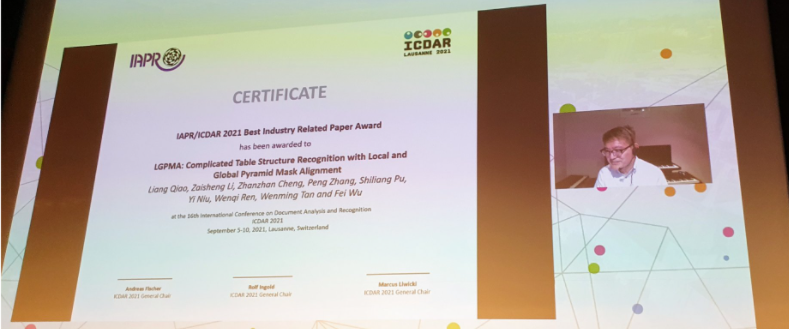 IAPR
ICDAR
LAUSANNE 2021
CERTIFICATE
IAPR/ICDAR 2021 Best Industry Related Paper Award
has been awarded to
LGPMA: Complicated Table Structure Recognition with Local and
Global Pyramid Mask Alignment
Liang Qiao, Zaisheng Li, Zhanzhan Cheng, Peng Zhang, Shiliang Pu,
Yi Niu, Wenqi Ren, Wenming Tan and Fei Wu
at the 16th International Conference on Document Analysis and Recognition
ICDAR 2021
September 5-10, 2021, Lausanne, Switzerland
Andreas Fischer
Rolf Ingold
Marcus Liwicki
ICDAR 2021 General Chair
ICDAR 2021 General Chair
ICDAR 2021 General Chair